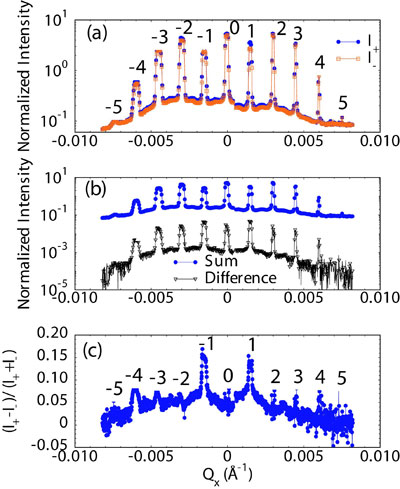 (a)
-5 -4 -3 -2 -1 0 1 2 3 4 5
I+
I-
Normalized Intensity
10^2
10^0
10^-1
-0.010 -0.005 0 0.005 0.010
(b)
Normalized Intensity
10^1
10^-1
10^-3
10^-5
Sum
Difference
-0.010 -0.005 0 0.005 0.010
(c)
-5 -4 -3 -2 -1 0 1 2 3 4 5
(I+-I-)/(I++I-)
0.20
0.15
0.10
0.05
0
-0.05
-0.010 -0.005 0 0.005 0.010
Qx (Å-1)